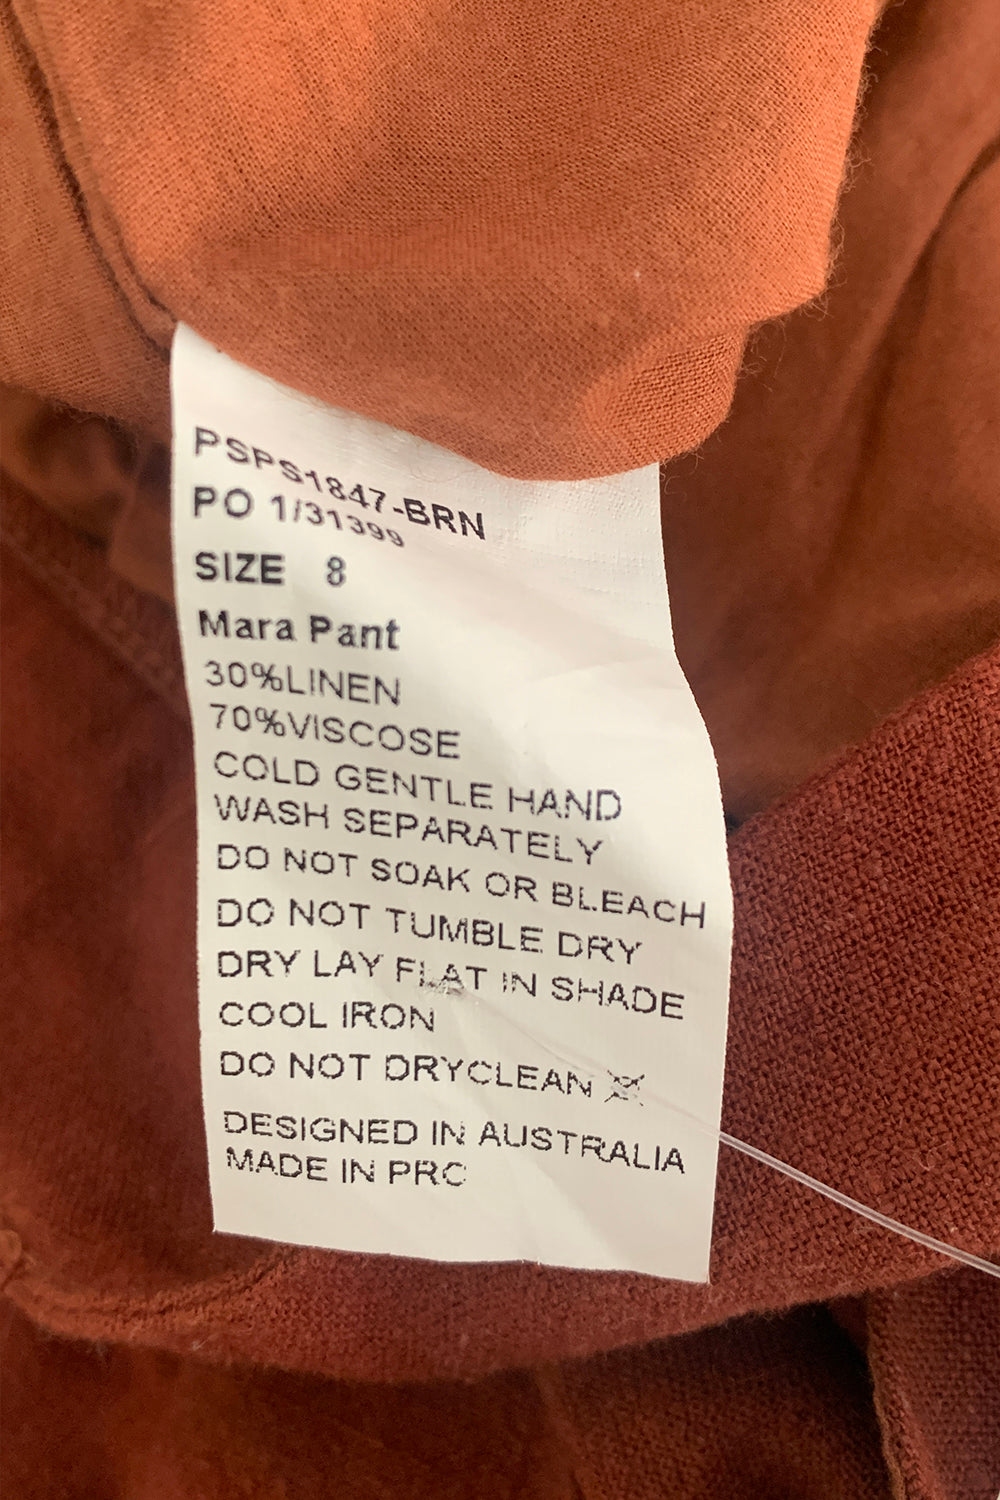 PSPS1847-BRN
PO 1/31399
SIZE 8
Mara Pant
30%LINEN
70%VISCOSE
COLD GENTLE HAND
WASH SEPARATELY
DO NOT SOAK OR BLEACH
DO NOT TUMBLE DRY
DRY LAY FLAT IN SHADE
COOL IRON
DO NOT DRYCLEAN
DESIGNED IN AUSTRALIA
MADE IN PRC